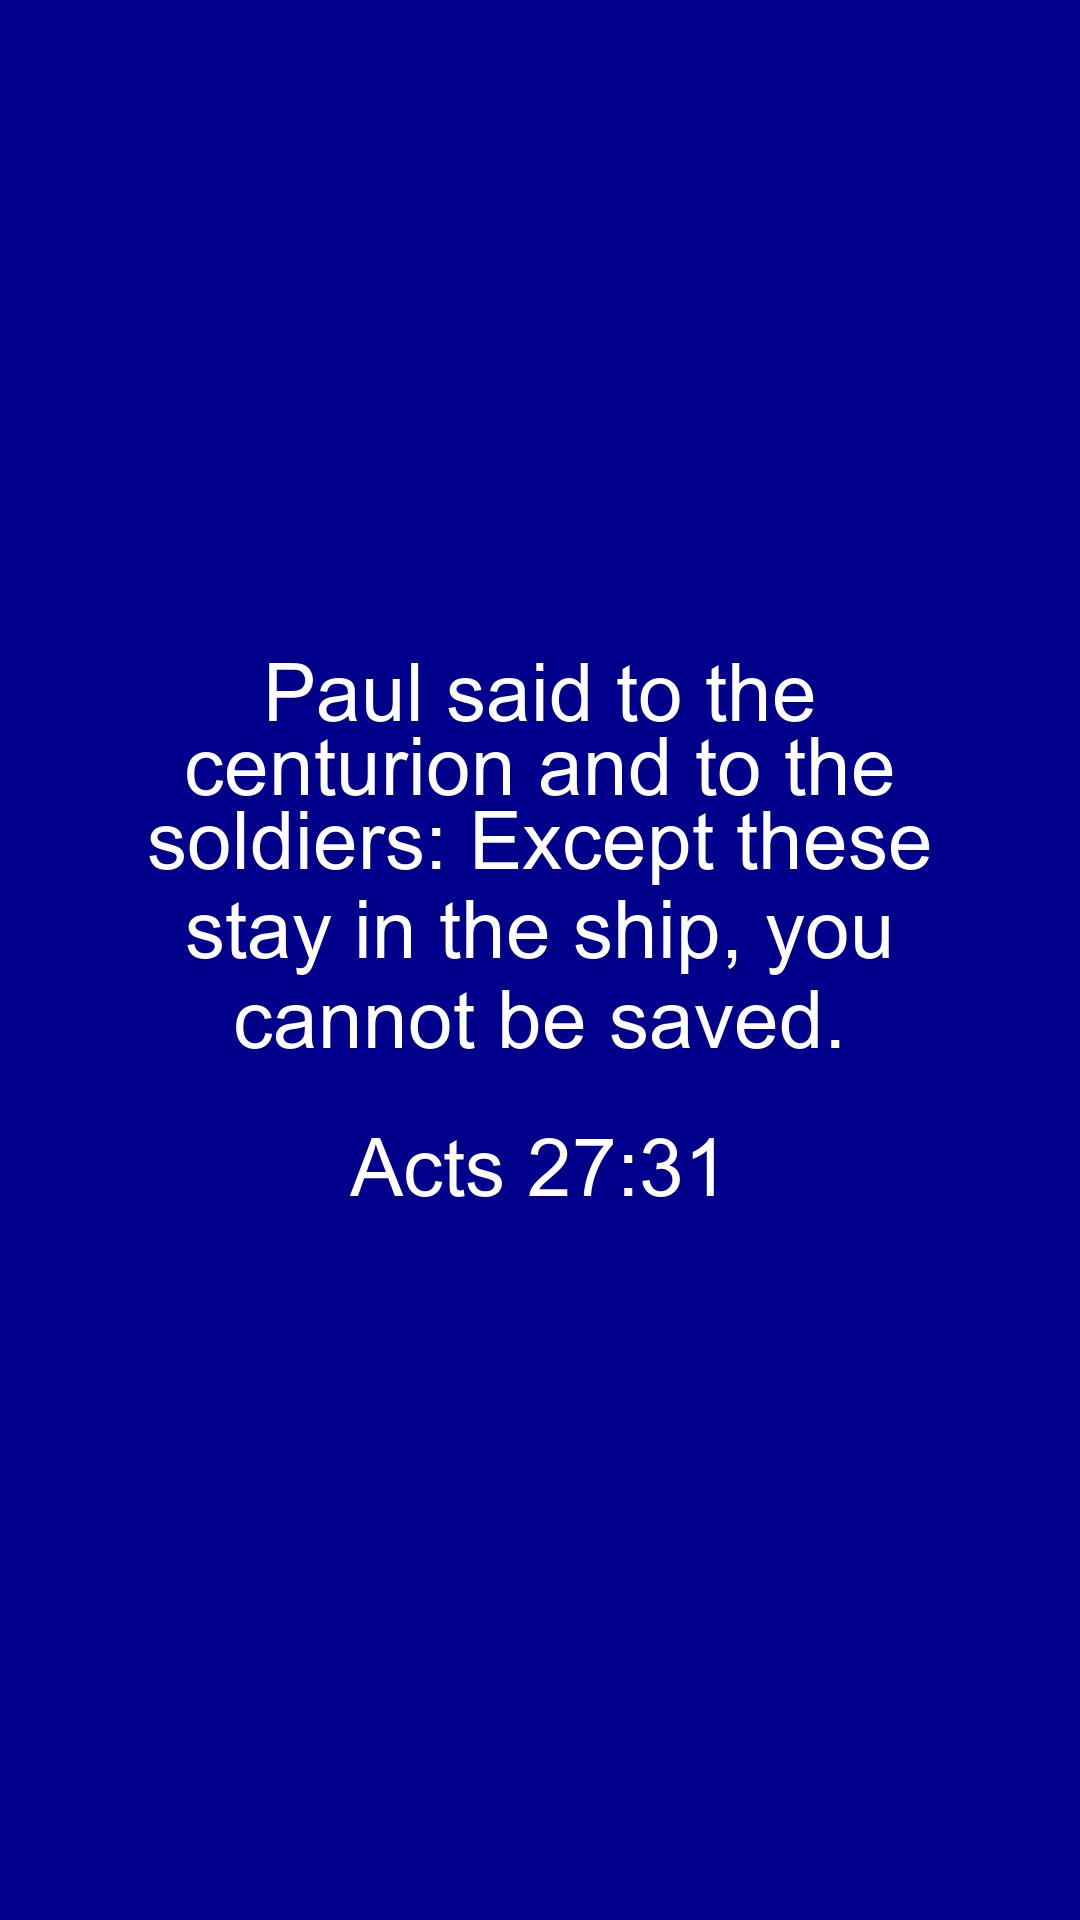 Paul said to the
centurion and to the
soldiers: Except these
stay in the ship, you
cannot be saved.
Acts 27:31